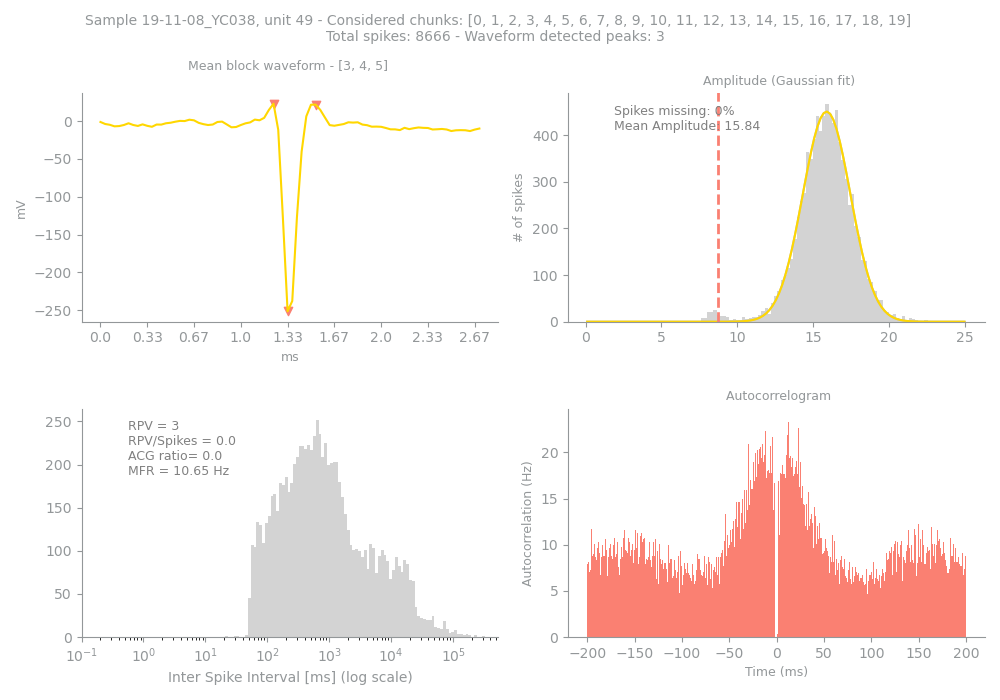 Sample 19-11-08_YC038, unit 49 - Considered chunks: [0, 1, 2, 3, 4, 5, 6, 7, 8, 9, 10, 11, 12, 13, 14, 15, 16, 17, 18, 19]
Total spikes: 8666 - Waveform detected peaks: 3
Mean block waveform - [3, 4, 5]
0
−50
−100
−150
−200
−250
mV
0.0 0.33 0.67 1.0 1.33 1.67 2.0 2.33 2.67
ms
Amplitude (Gaussian fit)
Spikes missing: 0%
Mean Amplitude: 15.84
400
300
200
100
0
# of spikes
0 5 10 15 20 25
RPV = 3
RPV/Spikes = 0.0
ACG ratio= 0.0
MFR = 10.65 Hz
250
200
150
100
50
0
10⁻¹ 10⁰ 10¹ 10² 10³ 10⁴ 10⁵
Inter Spike Interval [ms] (log scale)
Autocorrelogram
20
15
10
5
0
Autocorrelation (Hz)
−200 −150 −100 −50 0 50 100 150 200
Time (ms)